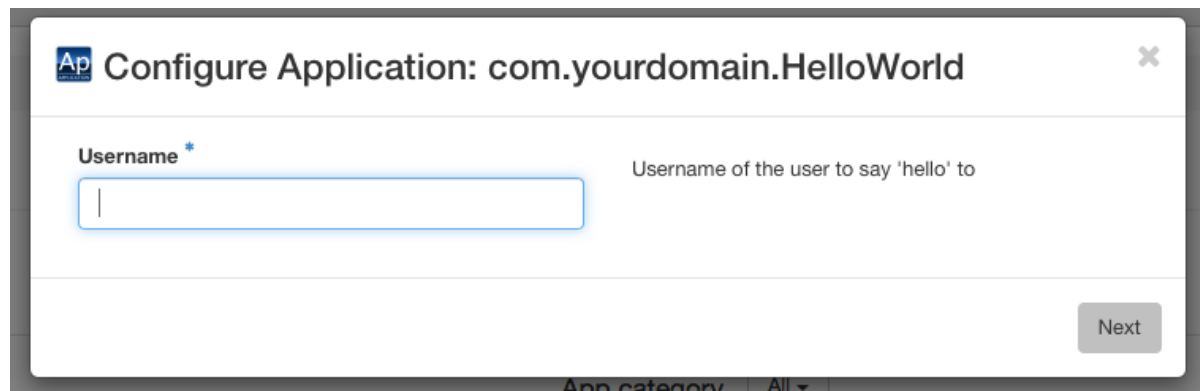 Ap Configure Application: com.yourdomain.HelloWorld ×
APPLICATION
Username *
Username of the user to say 'hello' to
Next
App category All